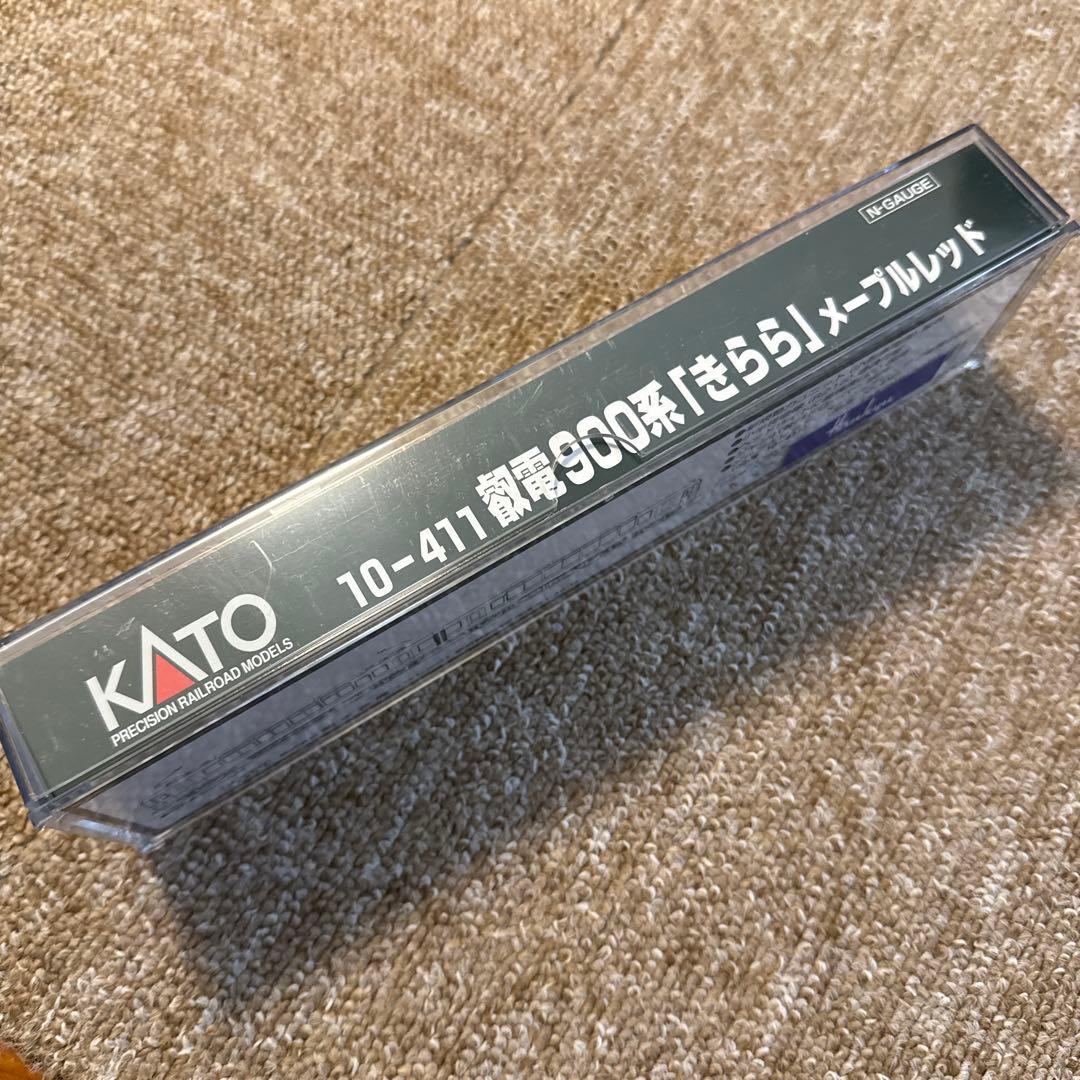 N-GAUGE
KATO
PRECISION RAILROAD MODELS
10-411 叡電900系「きらら」メープルレッド